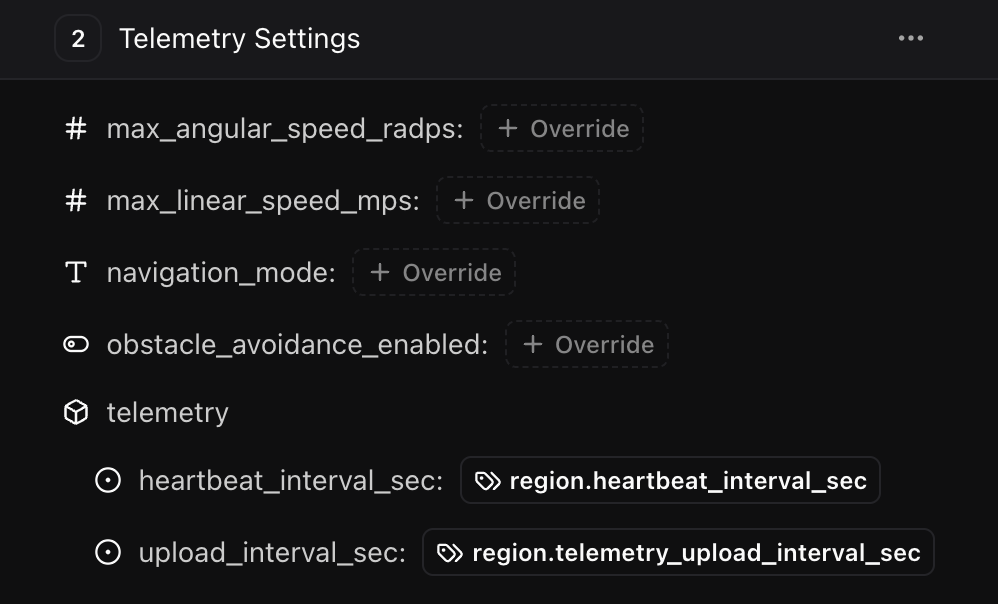 2 Telemetry Settings
max_angular_speed_radps: + Override
max_linear_speed_mps: + Override
navigation_mode: + Override
obstacle_avoidance_enabled: + Override
telemetry
heartbeat_interval_sec: region.heartbeat_interval_sec
upload_interval_sec: region.telemetry_upload_interval_sec